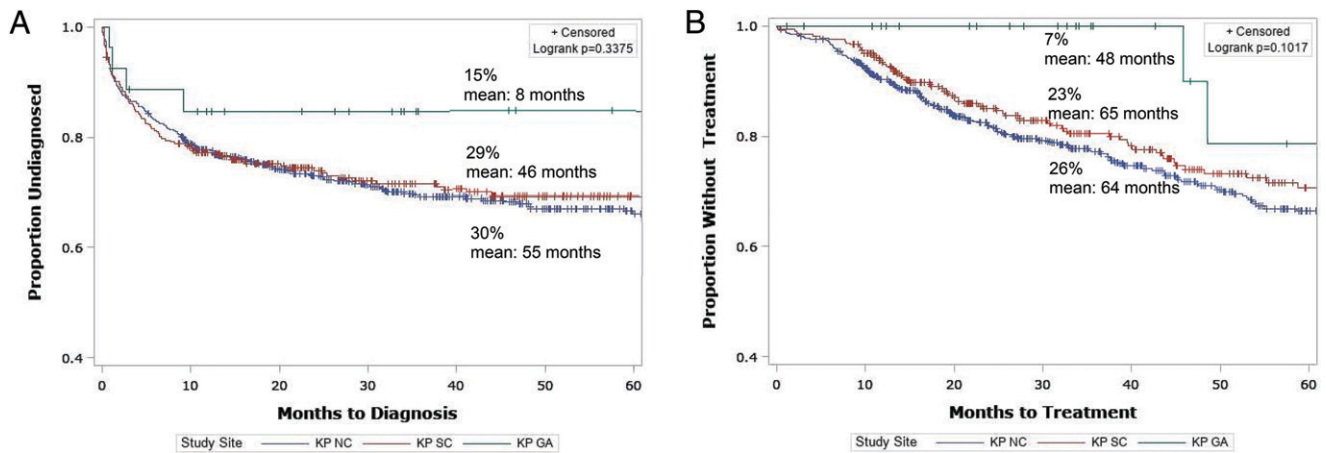 A
1.0
0.8
0.6
0.4
Proportion Undiagnosed
+ Censored
Logrank p=0.3375
15%
mean: 8 months
29%
mean: 46 months
30%
mean: 55 months
0 10 20 30 40 50 60
Months to Diagnosis
Study Site KP NC KP SC KP GA
B
1.0
0.8
0.6
0.4
Proportion Without Treatment
+ Censored
Logrank p=0.1017
7%
mean: 48 months
23%
mean: 65 months
26%
mean: 64 months
0 10 20 30 40 50 60
Months to Treatment
Study Site KP NC KP SC KP GA